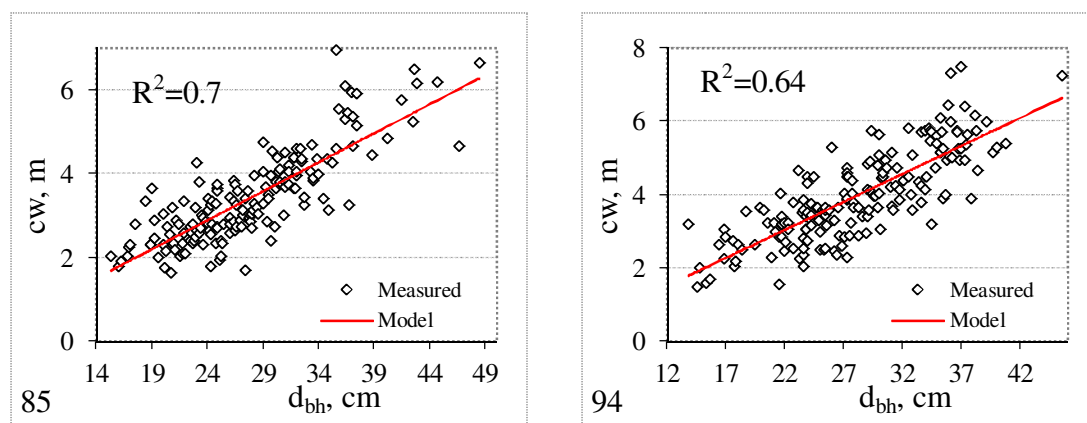 R²=0.7
cw, m
6
4
2
0
Measured
Model
14 19 24 29 34 39 44 49
d_bh, cm
85
R²=0.64
cw, m
8
6
4
2
0
Measured
Model
12 17 22 27 32 37 42
d_bh, cm
94